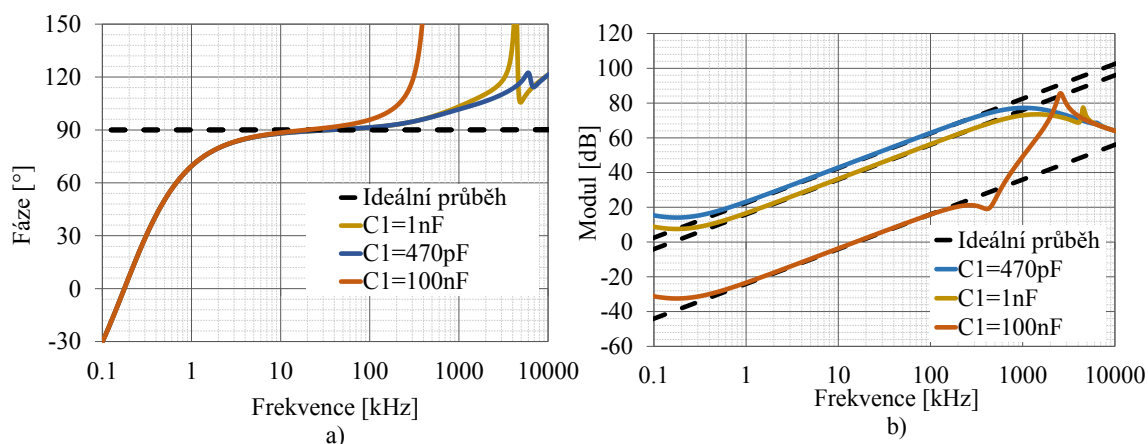 150
120
90
60
30
0
-30
Fáze [°]
Ideální průběh
C1=1nF
C1=470pF
C1=100nF
0.1 1 10 100 1000 10000
Frekvence [kHz]
a)
120
100
80
60
40
20
0
-20
-40
-60
Modul [dB]
Ideální průběh
C1=470pF
C1=1nF
C1=100nF
0.1 1 10 100 1000 10000
Frekvence [kHz]
b)